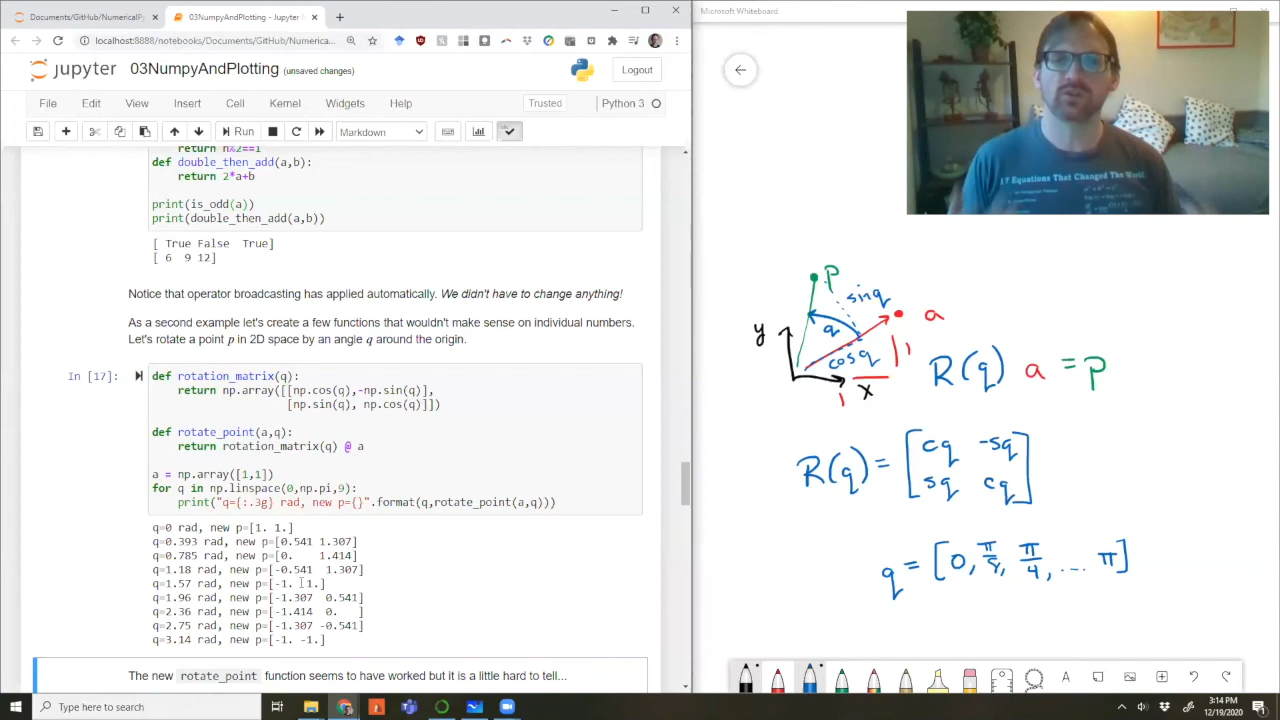 Documents/GitHub/NumericalP
03NumpyAndPlotting - Jupyter
localhost:8888/notebooks/Documents/GitHub/Numerica...
jupyter
03NumpyAndPlotting (unsaved changes)
Logout
File Edit View Insert Cell Kernel Widgets Help
Trusted
Python 3
Run
Markdown
return n%2==1
def double_then_add(a,b):
return 2*a+b
print(is_odd(a))
print(double_then_add(a,b))
[ True False True]
[ 6 9 12]
Notice that operator broadcasting has applied automatically. We didn't have to change anything!
As a second example let's create a few functions that wouldn't make sense on individual numbers.
Let's rotate a point p in 2D space by an angle q around the origin.
In [17]:
def rotation_matrix(q):
return np.array([[np.cos(q),-np.sin(q)],
[np.sin(q), np.cos(q)]])
def rotate_point(a,q):
return rotation_matrix(q) @ a
a = np.array([1,1])
for q in np.linspace(0,np.pi,9):
print("q={:.3g} rad, new p={}".format(q,rotate_point(a,q)))
q=0 rad, new p=[1. 1.]
q=0.393 rad, new p=[0.541 1.307]
q=0.785 rad, new p=[0. 1.414]
q=1.18 rad, new p=[-0.541 1.307]
q=1.57 rad, new p=[-1. 1.]
q=1.96 rad, new p=[-1.307 0.541]
q=2.36 rad, new p=[-1.414 0. ]
q=2.75 rad, new p=[-1.307 -0.541]
q=3.14 rad, new p=[-1. -1.]
The new rotate_point function seems to have worked but it is a little hard to tell...
Microsoft Whiteboard
17 Equations That Changed The World
p
sinq
a
y
q
cosq
1
1
x
R(q) a = p
R(q) = [cq -sq
sq cq]
q = [0, π/8, π/4, ... π]
Type here to search
3:14 PM
12/19/2020